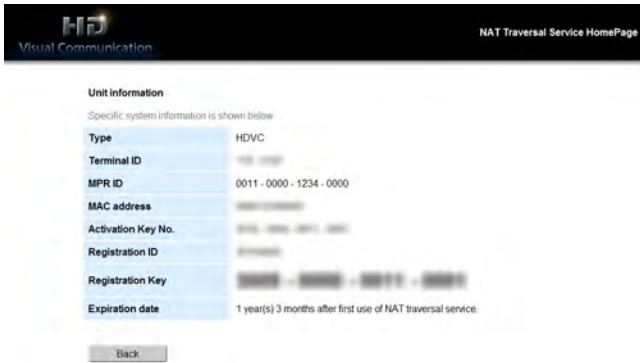 HD
Visual Communication
NAT Traversal Service HomePage
Unit information
Specific system information is shown below
Type HDVC
Terminal ID
MPR ID 0011 - 0000 - 1234 - 0000
MAC address
Activation Key No.
Registration ID
Registration Key
Expiration date 1 year(s) 3 months after first use of NAT traversal service.
Back